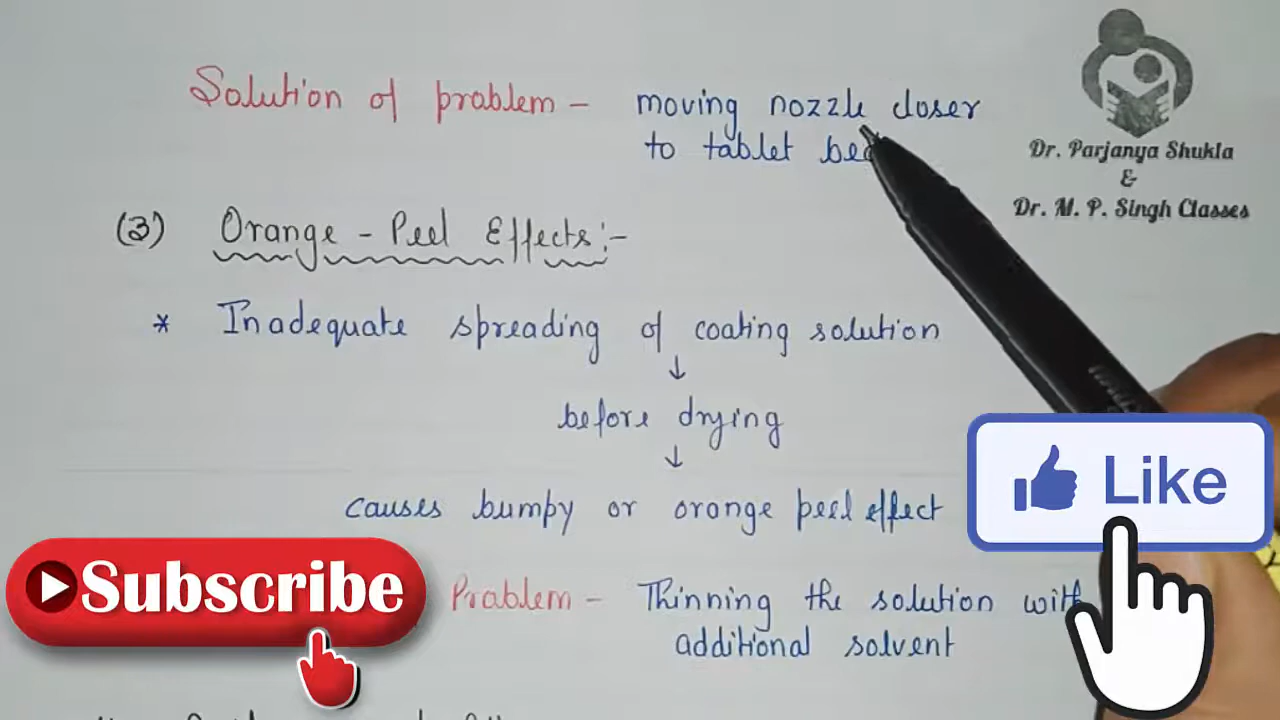 Solution of problem - moving nozzle closer
to tablet
Dr. Parjanya Shukla
&
Dr. M. P. Singh Classes
(3) Orange - Peel Effects:-
* Inadequate spreading of coating solution
↓
before drying
↓
causes bumpy or orange peel effect
Like
Subscribe
Problem - Thinning the solution with
additional solvent